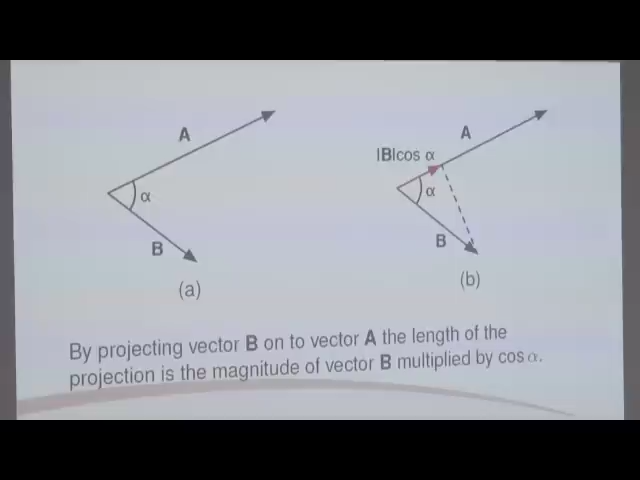 A
α
B
(a)
A
|B|cos α
α
B
(b)
By projecting vector B on to vector A the length of the
projection is the magnitude of vector B multiplied by cos α.